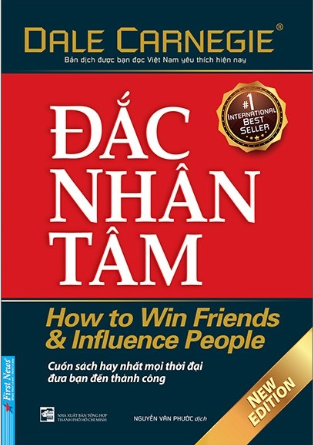 DALE CARNEGIE®
Bản dịch được bạn đọc Việt Nam yêu thích hiện nay
#1
INTERNATIONAL
BEST
SELLER
ĐẮC
NHÂN
TÂM
How to Win Friends
& Influence People
Cuốn sách hay nhất mọi thời đại
đưa bạn đến thành công
NEW
EDITION
First News
NHÀ XUẤT BẢN TỔNG HỢP
THÀNH PHỐ HỒ CHÍ MINH
NGUYỄN VĂN PHƯỚC dịch